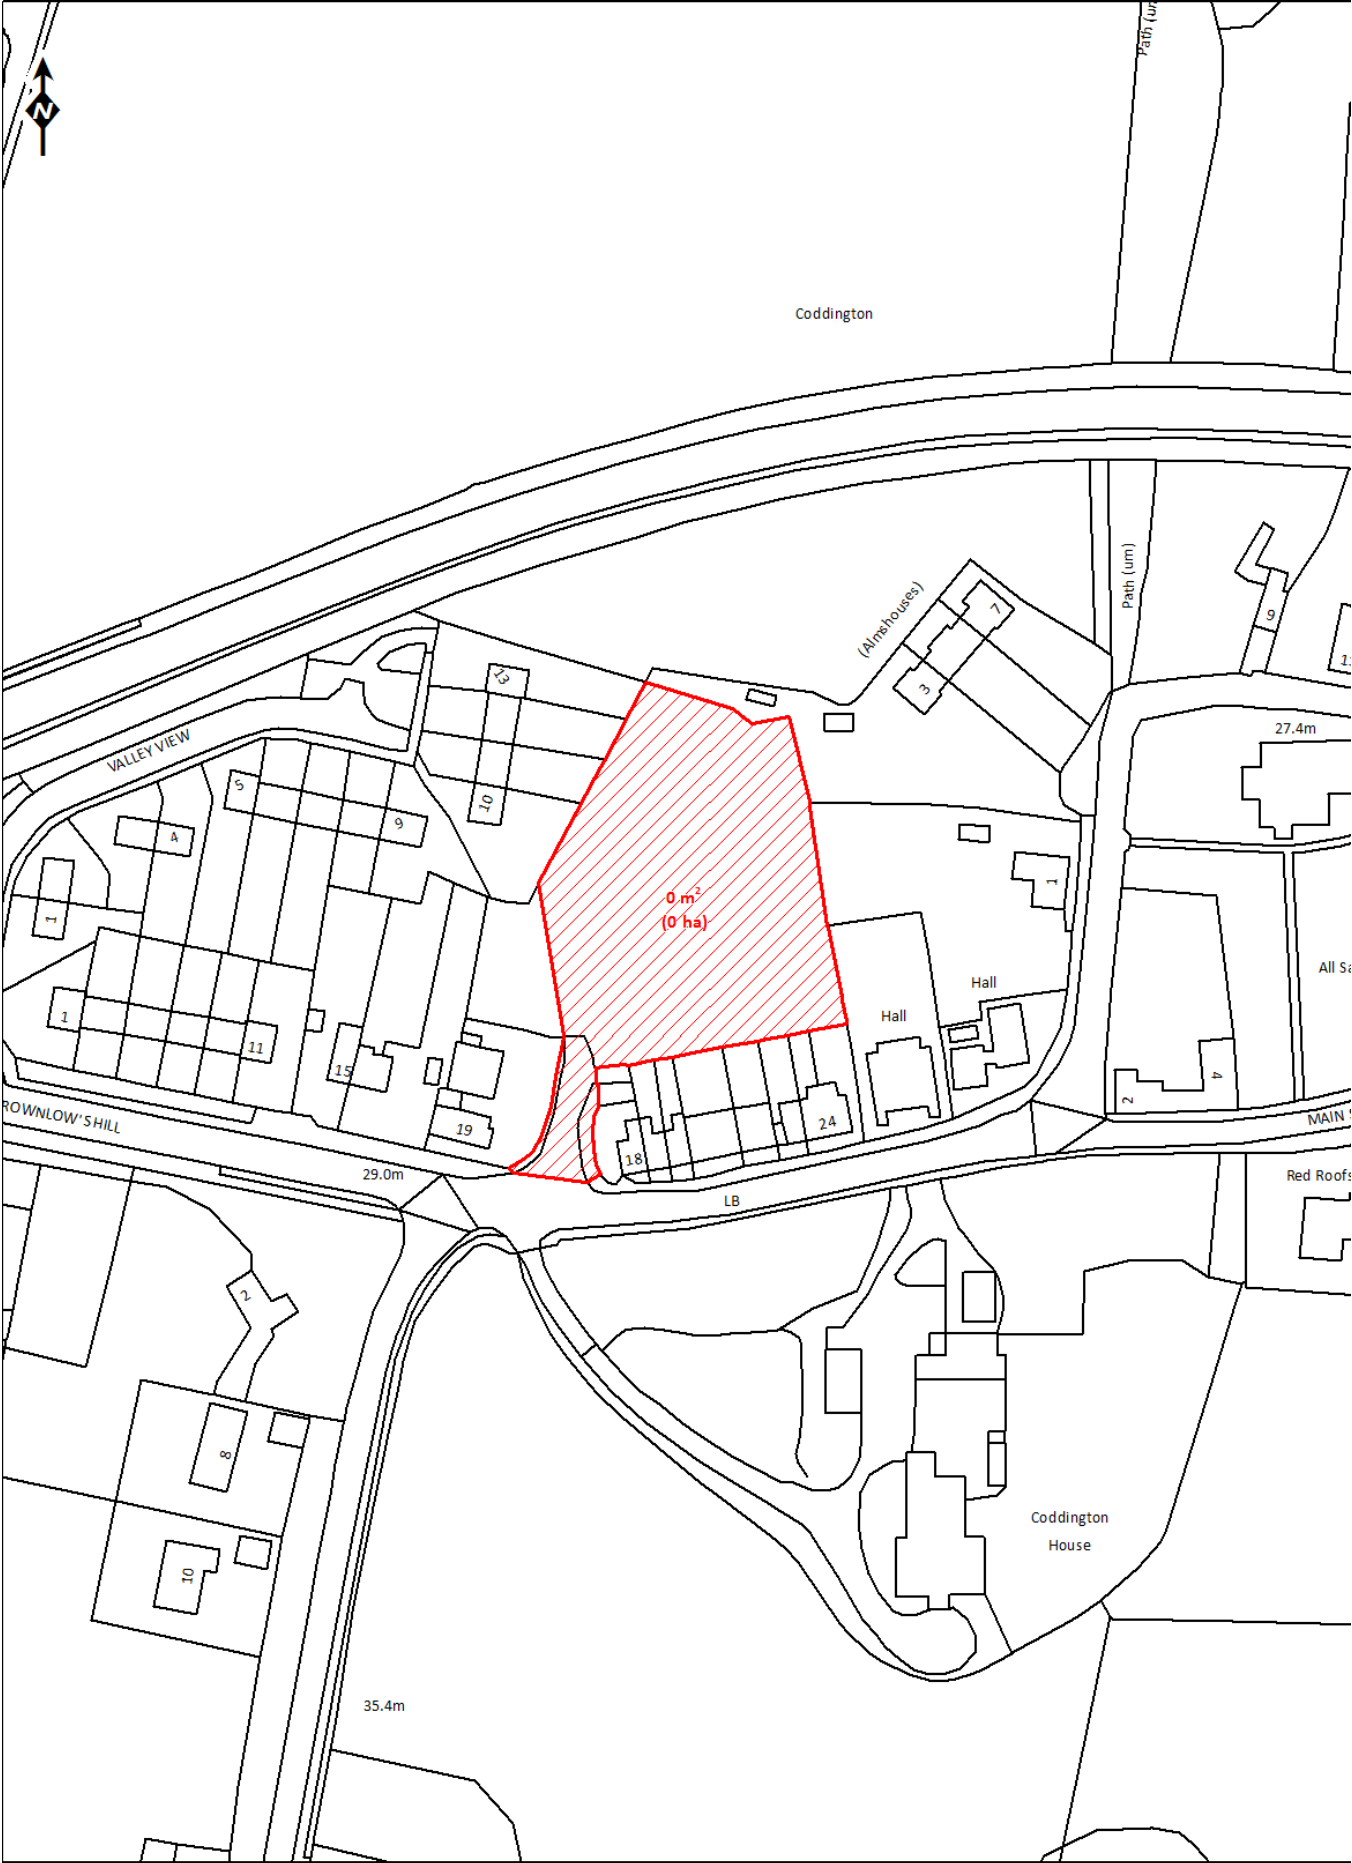 Path (um)
N
Coddington
Path (um)
(Almshouses)
7
3
9
13
27.4m
VALLEY VIEW
10
5
9
4
1
1
0 m²
(0 ha)
1
All Sa
Hall
Hall
1
11
15
4
2
ROWNLOW'S HILL
19
24
18
MAIN S
29.0m
LB
Red Roofs
2
8
10
Coddington
House
35.4m